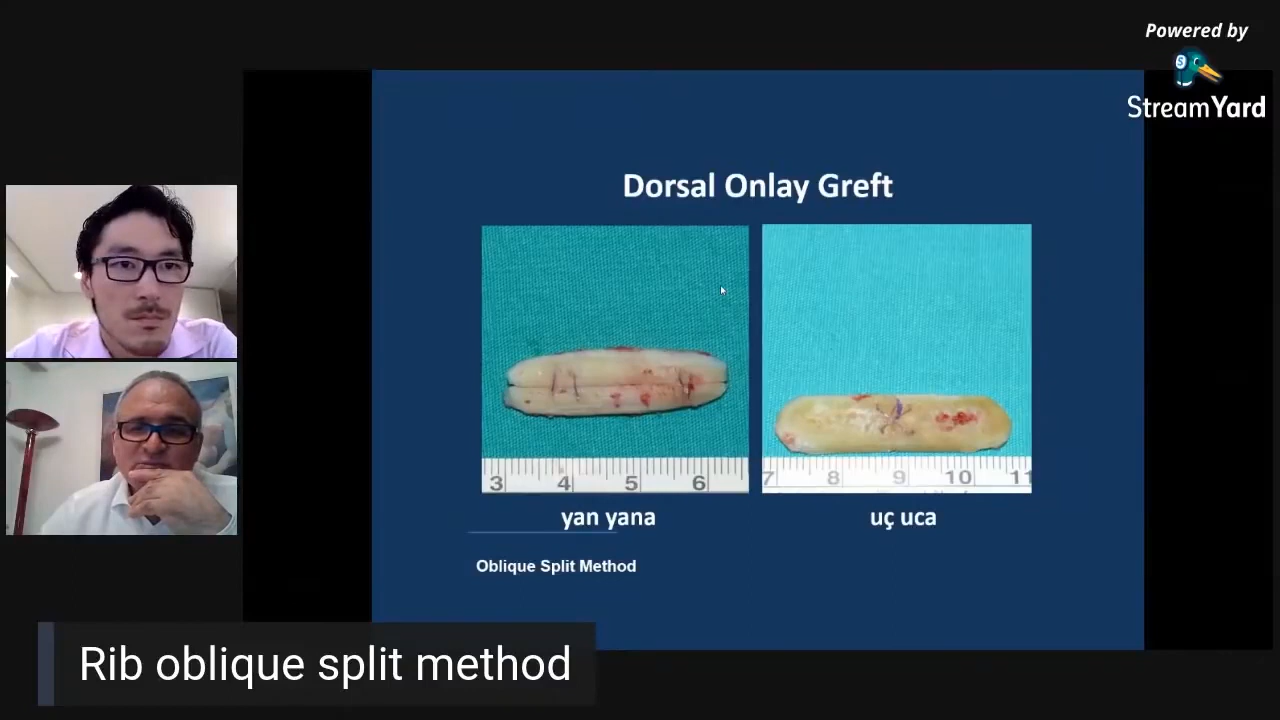 Powered by
StreamYard
Dorsal Onlay Greft
3 4 5 6
7 8 9 10 11
yan yana
uç uca
Oblique Split Method
Rib oblique split method